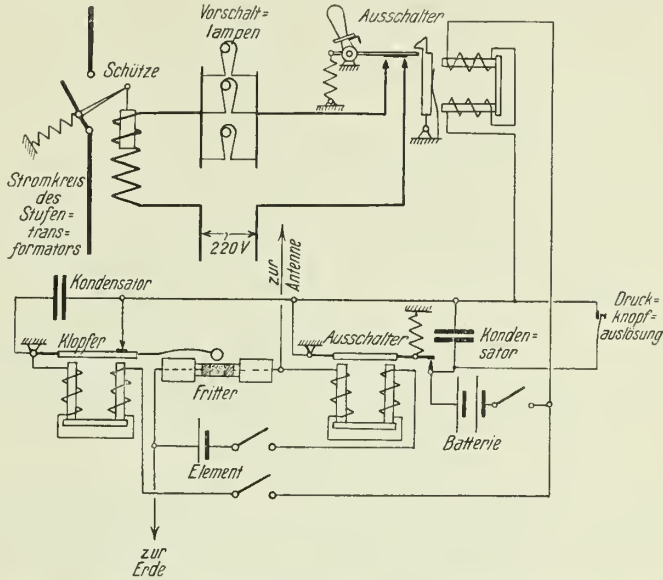 Vorschalt=
lampen
Ausschalter
Schütze
Stromkreis
des
Stufen=
trans=
formators
220 V
zur
Antenne
Kondensator
Klopfer
Fritter
Ausschalter
Konden=
sator
Druck=
knopf=
auslösung
Element
Batterie
zur
Erde